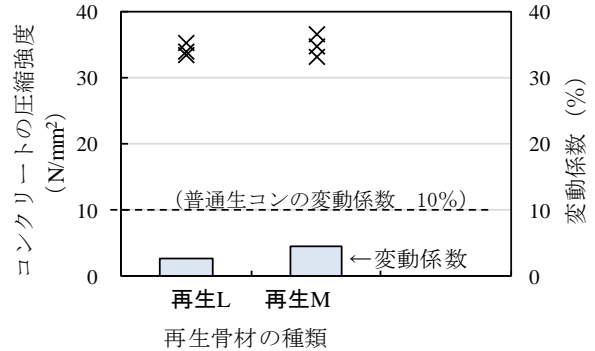 コンクリートの圧縮強度
（N/mm²）
40
30
20
10
0
（普通生コンの変動係数　10%）
←変動係数
40
30
20
10
0
変動係数（%）
再生L
再生M
再生骨材の種類